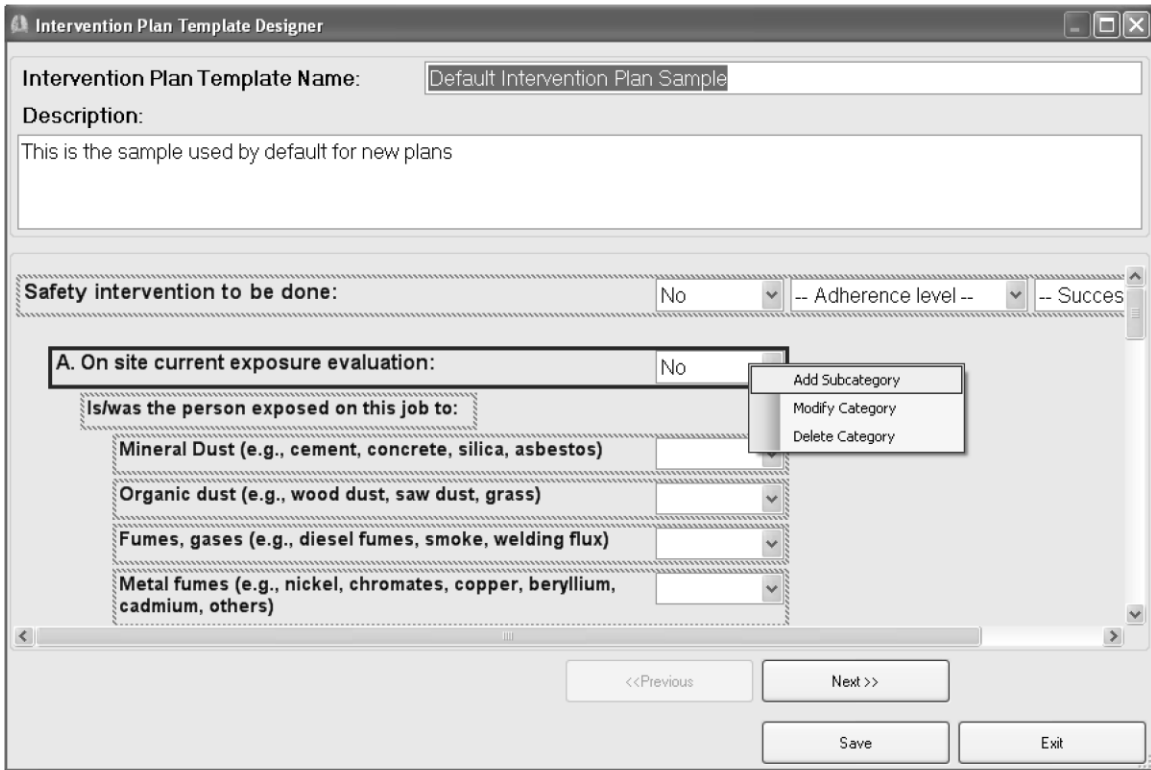 Intervention Plan Template Designer
Intervention Plan Template Name: Default Intervention Plan Sample
Description:
This is the sample used by default for new plans
Safety intervention to be done: No -- Adherence level -- -- Succes
A. On site current exposure evaluation: No
Add Subcategory
Is/was the person exposed on this job to:
Modify Category
Delete Category
Mineral Dust (e.g., cement, concrete, silica, asbestos)
Organic dust (e.g., wood dust, saw dust, grass)
Fumes, gases (e.g., diesel fumes, smoke, welding flux)
Metal fumes (e.g., nickel, chromates, copper, beryllium,
cadmium, others)
<<Previous Next >>
Save Exit